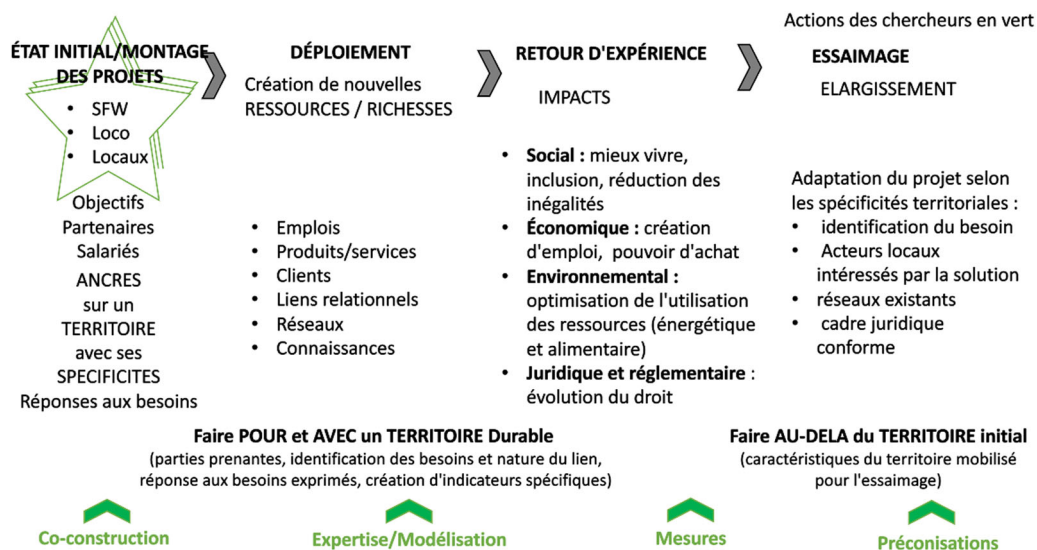 Actions des chercheurs en vert
ÉTAT INITIAL/MONTAGE
DES PROJETS
• SFW
• Loco
• Locaux
Objectifs
Partenaires
Salariés
ANCRES
sur un
TERRITOIRE
avec ses
SPECIFICITES
Réponses aux besoins
DÉPLOIEMENT
Création de nouvelles
RESSOURCES / RICHESSES
• Emplois
• Produits/services
• Clients
• Liens relationnels
• Réseaux
• Connaissances
RETOUR D'EXPÉRIENCE
IMPACTS
• Social : mieux vivre,
inclusion, réduction des
inégalités
• Économique : création
d'emploi, pouvoir d'achat
• Environnemental :
optimisation de l'utilisation
des ressources (énergétique
et alimentaire)
• Juridique et réglementaire :
évolution du droit
ESSAIMAGE
ELARGISSEMENT
Adaptation du projet selon
les spécificités territoriales :
• identification du besoin
• Acteurs locaux
intéressés par la solution
• réseaux existants
• cadre juridique
conforme
Faire POUR et AVEC un TERRITOIRE Durable
(parties prenantes, identification des besoins et nature du lien,
réponse aux besoins exprimés, création d'indicateurs spécifiques)
Faire AU-DELA du TERRITOIRE initial
(caractéristiques du territoire mobilisé
pour l'essaimage)
Co-construction
Expertise/Modélisation
Mesures
Préconisations